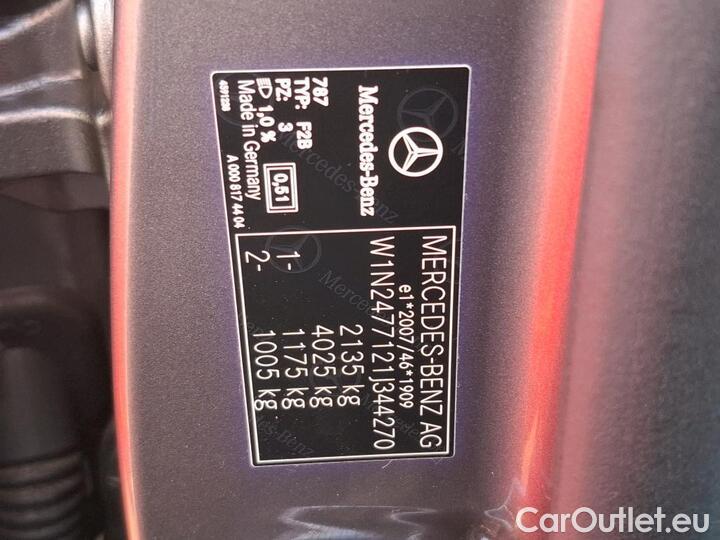 Mercedes-Benz
787
TYP: F2B
PZ: 3
1,0 %
0,51
Made in Germany
A 000 817 44 04
MERCEDES-BENZ AG
e1*2007/46*1909
W1N2477121J344270
2135 kg
4025 kg
1- 1175 kg
2- 1005 kg
Mercedes-Benz
CarOutlet.eu